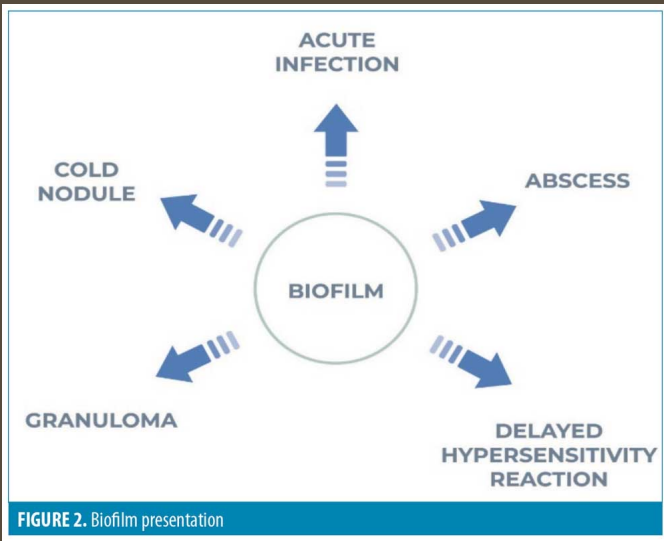 ACUTE
INFECTION
COLD
NODULE
ABSCESS
BIOFILM
GRANULOMA
DELAYED
HYPERSENSITIVITY
REACTION
FIGURE 2. Biofilm presentation